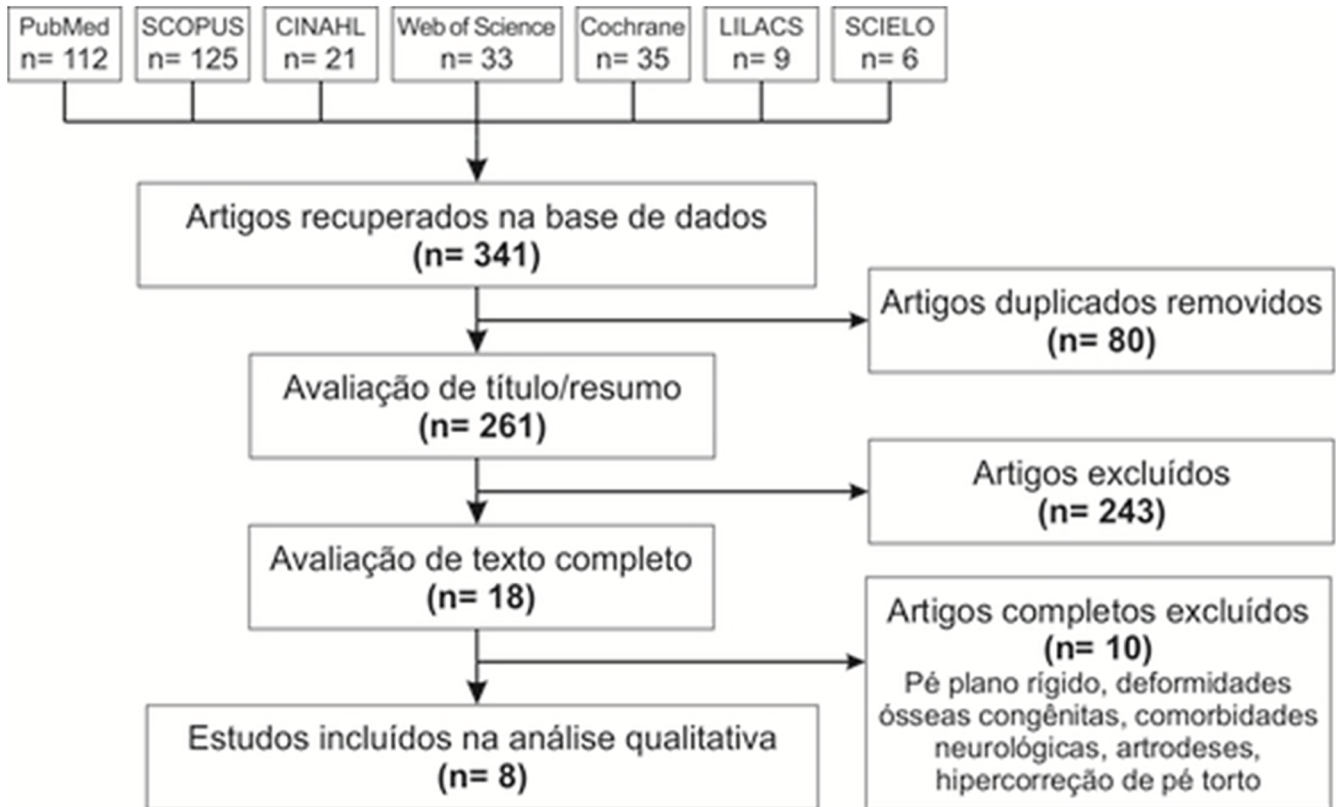 PubMed
n= 112
SCOPUS
n= 125
CINAHL
n= 21
Web of Science
n= 33
Cochrane
n= 35
LILACS
n= 9
SCIELO
n= 6
Artigos recuperados na base de dados
(n= 341)
Artigos duplicados removidos
(n= 80)
Avaliação de título/resumo
(n= 261)
Artigos excluídos
(n= 243)
Avaliação de texto completo
(n= 18)
Artigos completos excluídos
(n= 10)
Pé plano rígido, deformidades
ósseas congênitas, comorbidades
neurológicas, artrodeses,
hipercorreção de pé torto
Estudos incluídos na análise qualitativa
(n= 8)